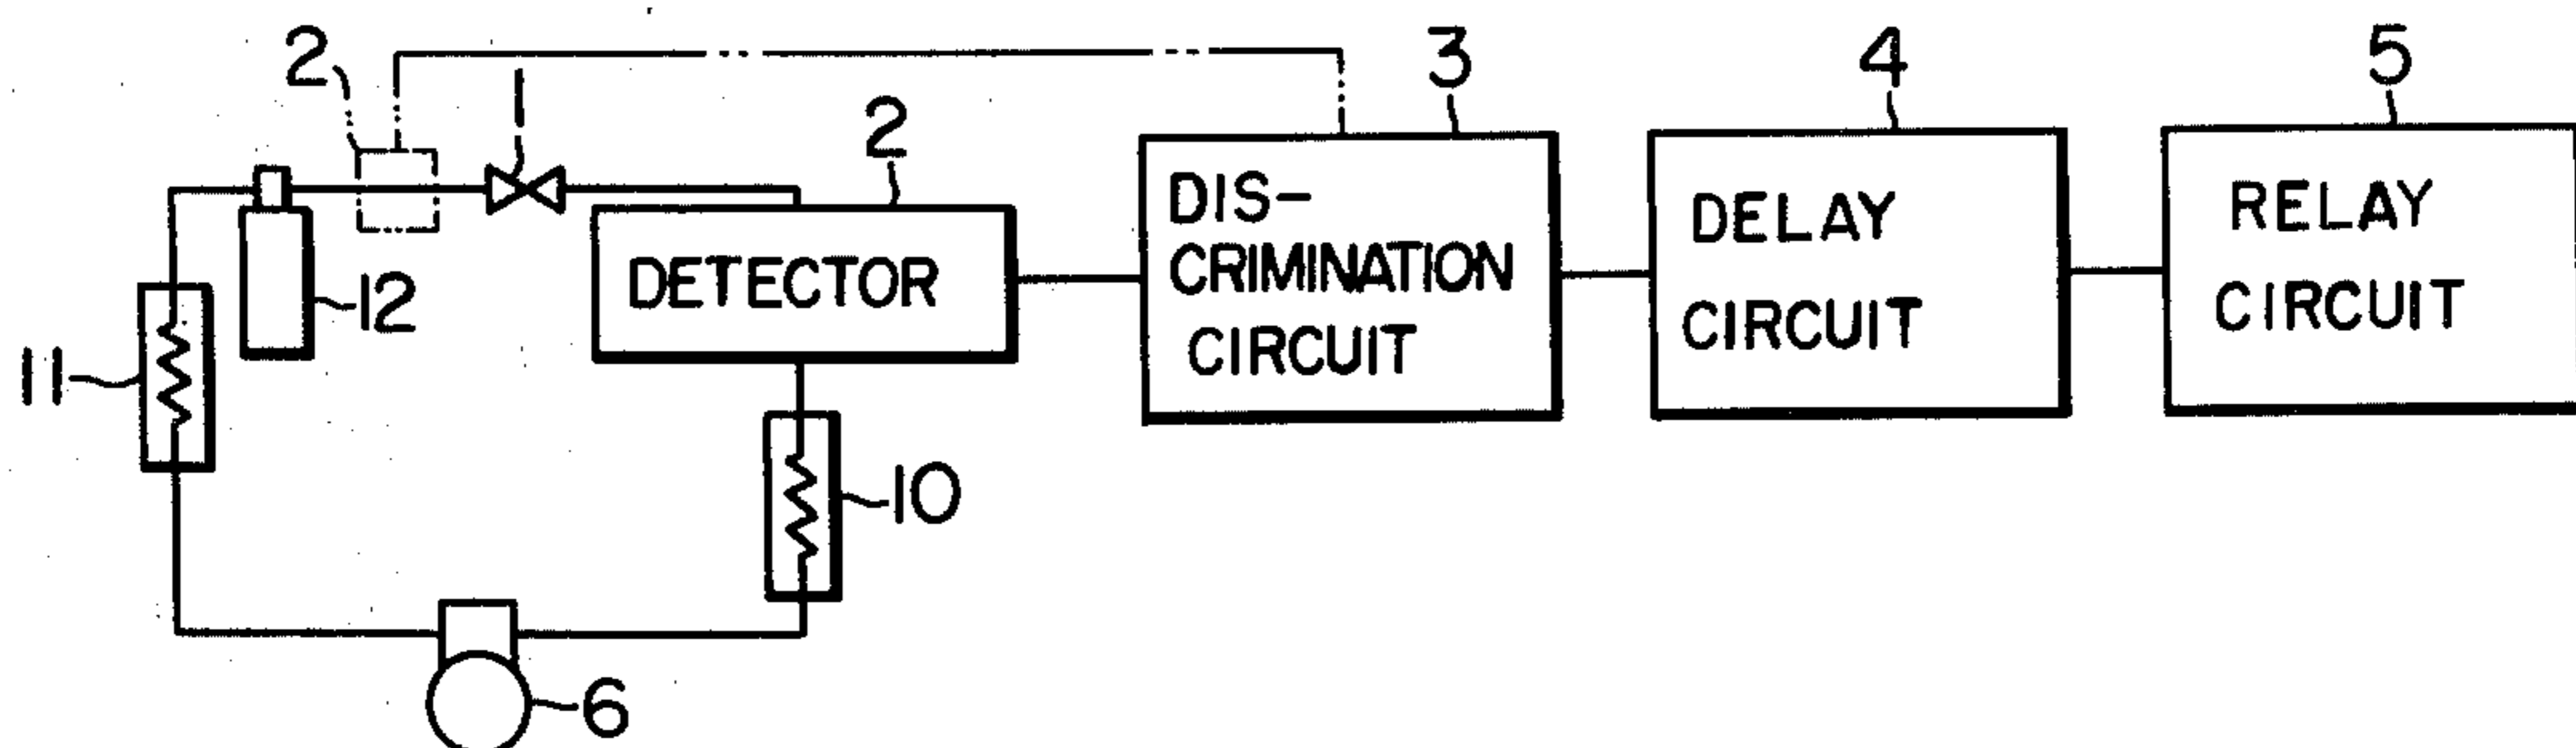 2
1
2
3
4
5
DETECTOR
DIS-
CRIMINATION
CIRCUIT
DELAY
CIRCUIT
RELAY
CIRCUIT
12
11
10
6